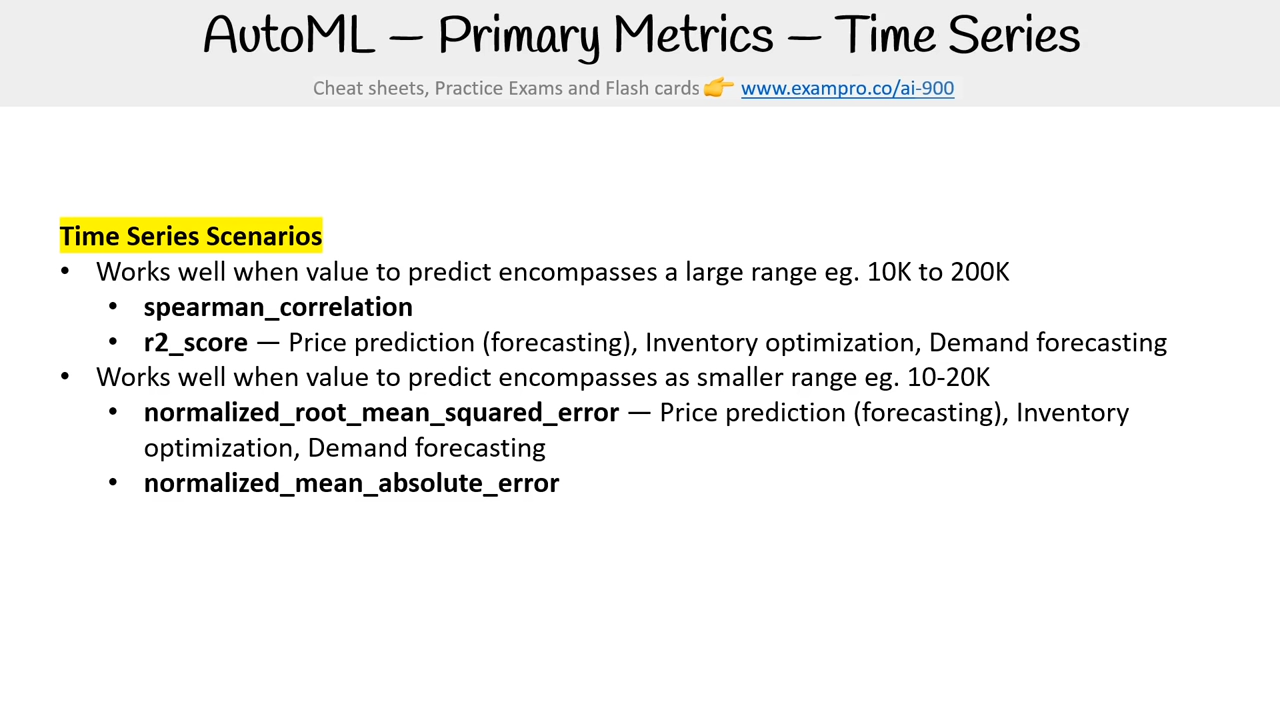 AutoML — Primary Metrics — Time Series
Cheat sheets, Practice Exams and Flash cards 👉 www.exampro.co/ai-900
Time Series Scenarios
• Works well when value to predict encompasses a large range eg. 10K to 200K
• spearman_correlation
• r2_score — Price prediction (forecasting), Inventory optimization, Demand forecasting
• Works well when value to predict encompasses as smaller range eg. 10-20K
• normalized_root_mean_squared_error — Price prediction (forecasting), Inventory
optimization, Demand forecasting
• normalized_mean_absolute_error